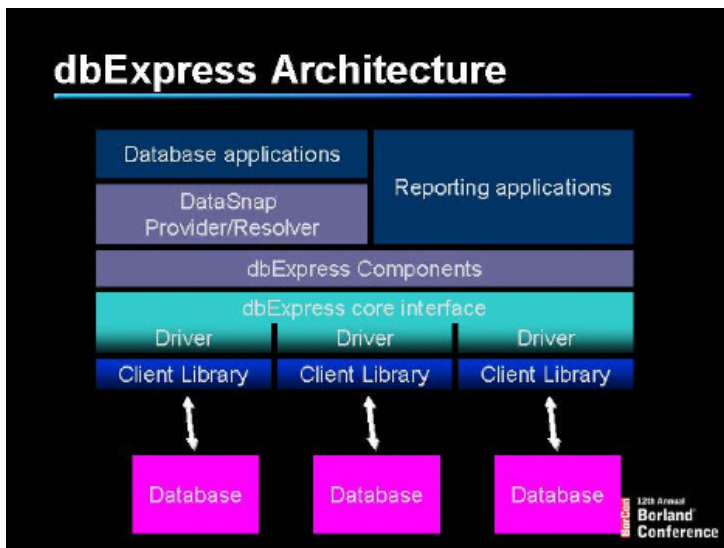 dbExpress Architecture
Database applications
Reporting applications
DataSnap
Provider/Resolver
dbExpress Components
dbExpress core interface
Driver
Driver
Driver
Client Library
Client Library
Client Library
Database
Database
Database
BorCon
12th Annual
Borland
Conference